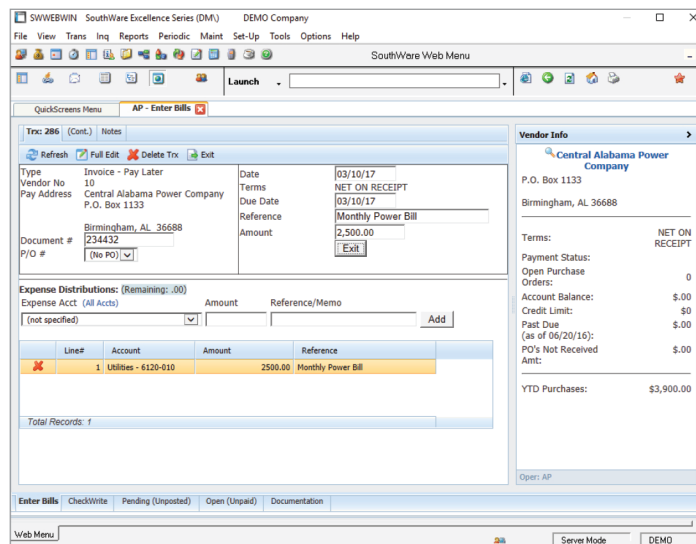 SWWEBWIN SouthWare Excellence Series (DM\) DEMO Company
File View Trans Inq Reports Periodic Maint Set-Up Tools Options Help
SouthWare Web Menu
Launch
QuickScreens Menu AP - Enter Bills
Trx: 286 (Cont.) Notes
Refresh Full Edit Delete Trx Exit
Type Invoice - Pay Later
Vendor No 10
Pay Address Central Alabama Power Company
P.O. Box 1133
Birmingham, AL 36688
Document # 234432
P/O # (No PO)
Date 03/10/17
Terms NET ON RECEIPT
Due Date 03/10/17
Reference Monthly Power Bill
Amount 2,500.00
Exit
Expense Distributions: (Remaining: .00)
Expense Acct (All Accts) Amount Reference/Memo
(not specified) Add
Line# Account Amount Reference
1 Utilities - 6120-010 2500.00 Monthly Power Bill
Total Records: 1
Vendor Info
Central Alabama Power
Company
P.O. Box 1133
Birmingham, AL 36688
Terms: NET ON
RECEIPT
Payment Status:
Open Purchase
Orders: 0
Account Balance: $.00
Credit Limit: $0
Past Due $.00
(as of 06/20/16):
PO's Not Received $.00
Amt:
YTD Purchases: $3,900.00
Oper: AP
Enter Bills CheckWrite Pending (Unposted) Open (Unpaid) Documentation
Web Menu
Server Mode DEMO